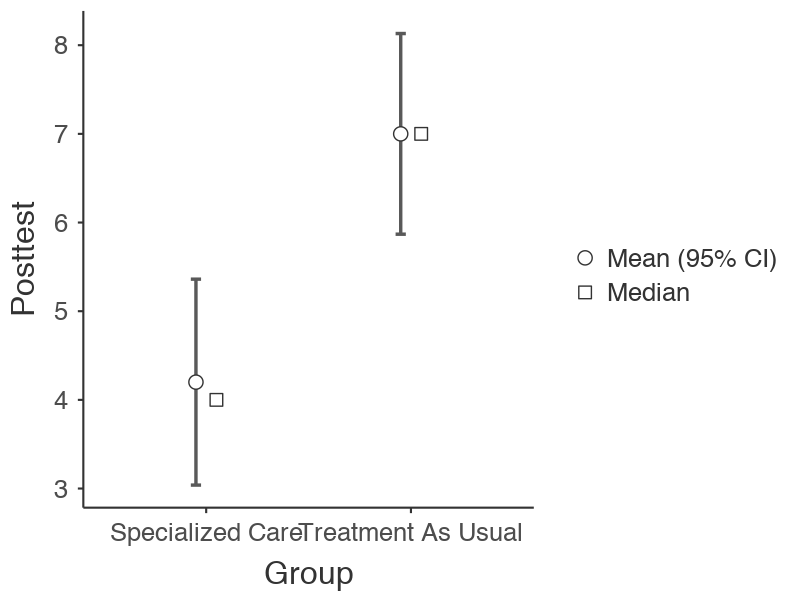 8
7
6
5
4
3
Posttest
Specialized Care
Treatment As Usual
Group
Mean (95% CI)
Median